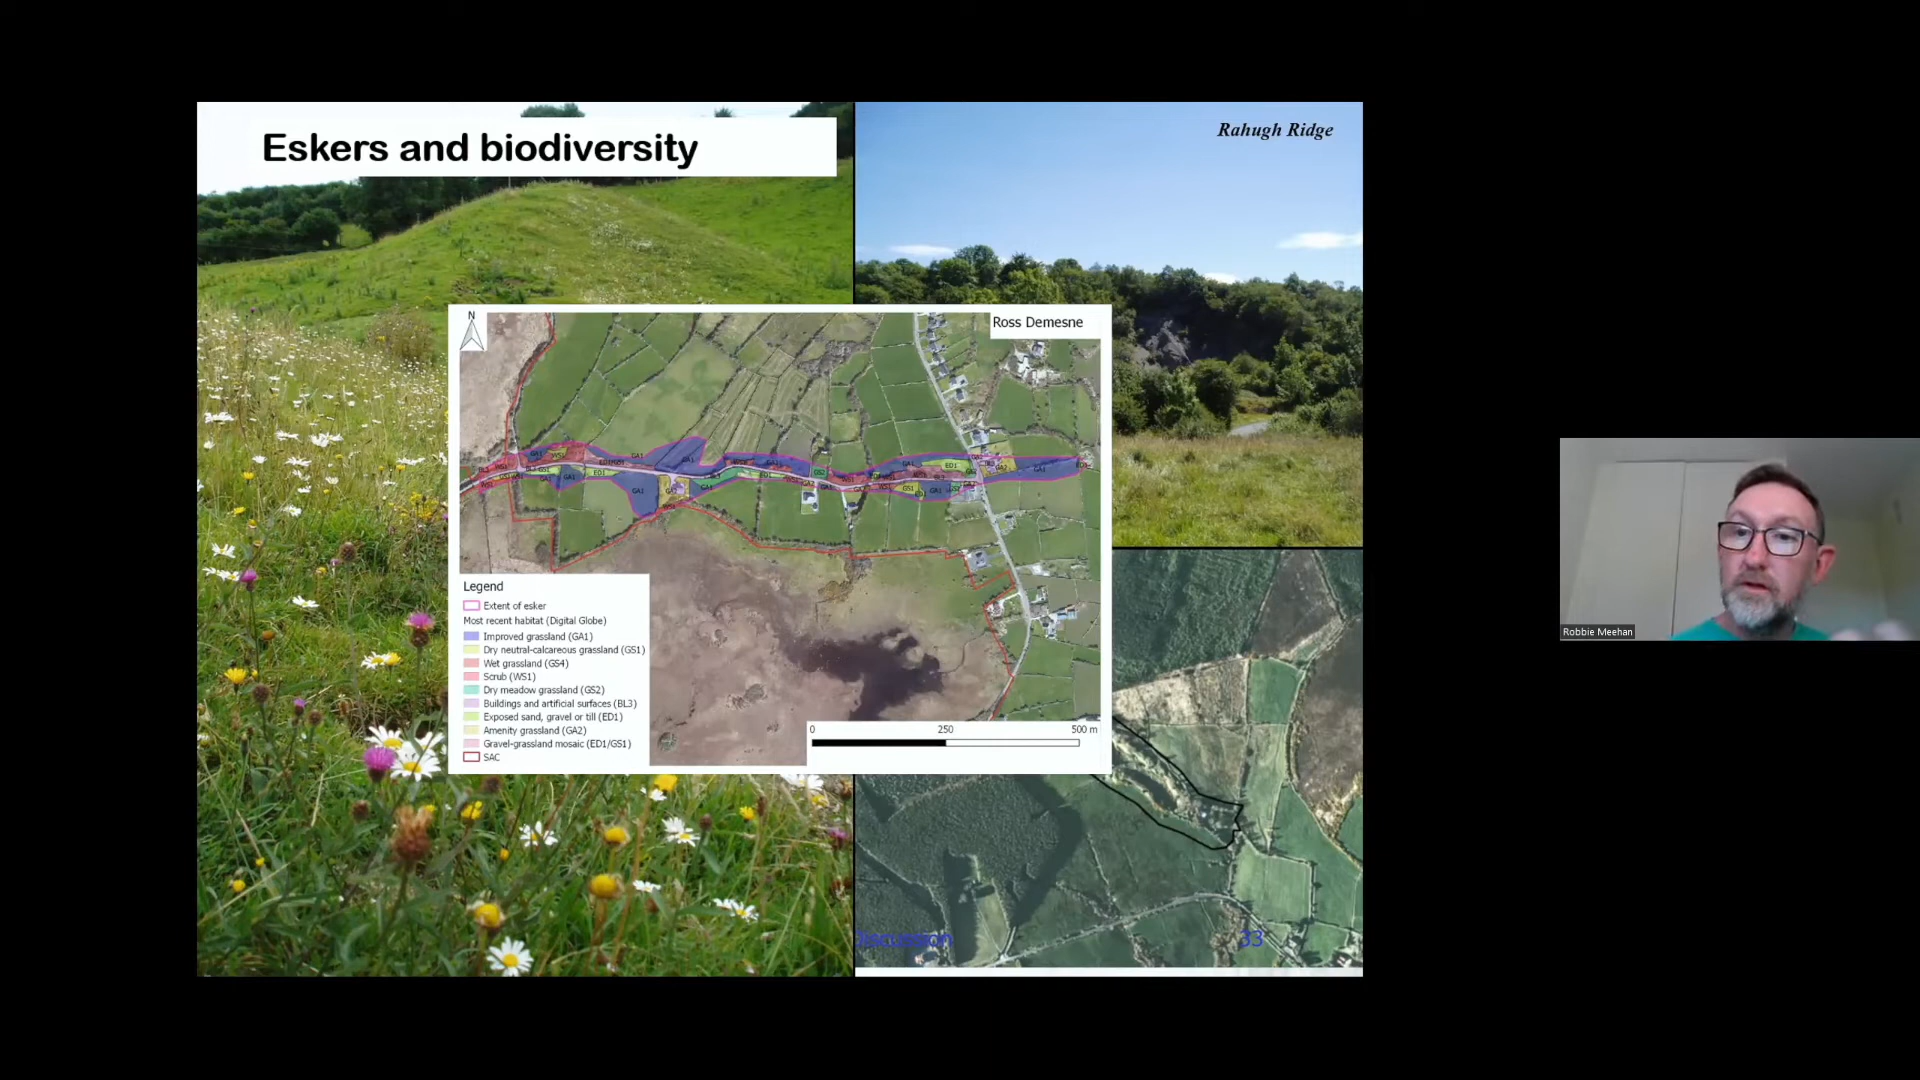 Eskers and biodiversity
Rahugh Ridge
N
Ross Demesne
Legend
Extent of esker
Most recent habitat (Digital Globe)
Improved grassland (GA1)
Dry neutral-calcareous grassland (GS1)
Wet grassland (GS4)
Scrub (WS1)
Dry meadow grassland (GS2)
Buildings and artificial surfaces (BL3)
Exposed sand, gravel or till (ED1)
Amenity grassland (GA2)
Gravel-grassland mosaic (ED1/GS1)
SAC
0 250 500 m
33
Robbie Meehan